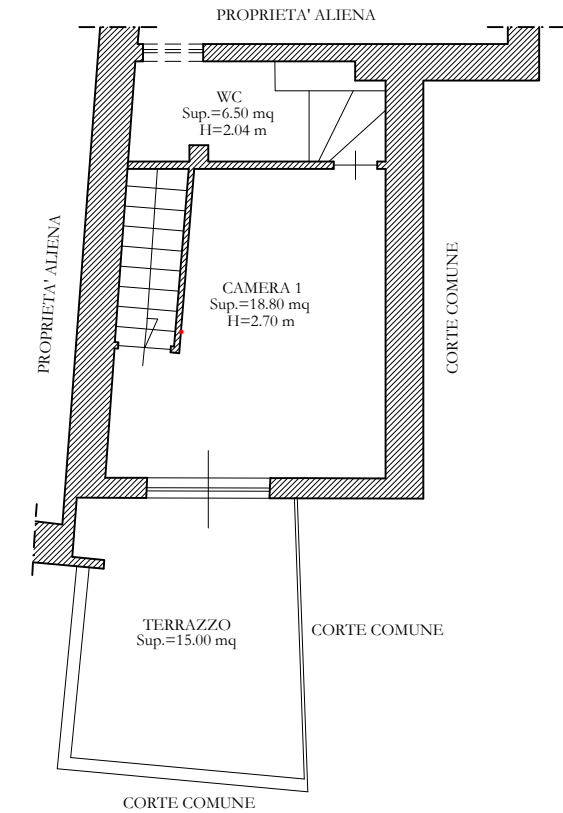 PROPRIETA' ALIENA
WC
Sup.=6.50 mq
H=2.04 m
PROPRIETA' ALIENA
CAMERA 1
Sup.=18.80 mq
H=2.70 m
CORTE COMUNE
TERRAZZO
Sup.=15.00 mq
CORTE COMUNE
CORTE COMUNE